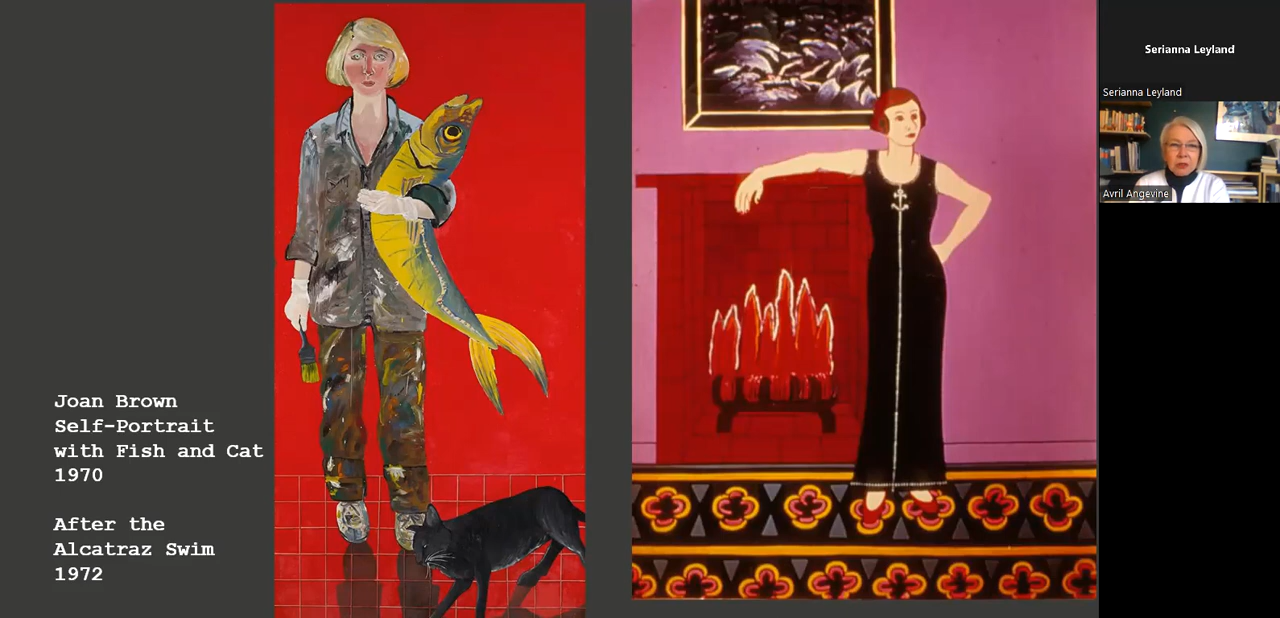 Joan Brown
Self-Portrait
with Fish and Cat
1970
After the
Alcatraz Swim
1972
Serianna Leyland
Serianna Leyland
Avril Angevine